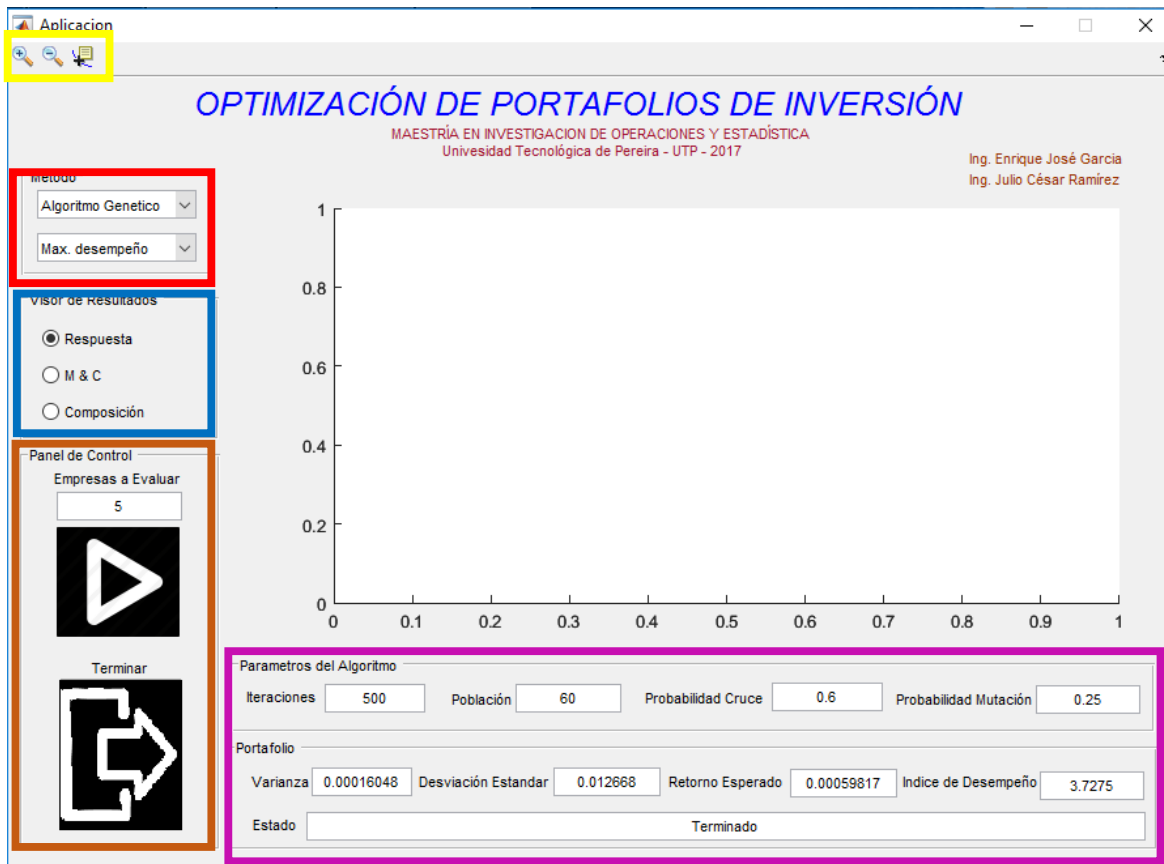 Aplicacion
OPTIMIZACIÓN DE PORTAFOLIOS DE INVERSIÓN
MAESTRÍA EN INVESTIGACION DE OPERACIONES Y ESTADÍSTICA
Univesidad Tecnológica de Pereira - UTP - 2017
Ing. Enrique José Garcia
Ing. Julio César Ramírez
Metodo
Algoritmo Genetico
Max. desempeño
Visor de Resultados
Respuesta
M & C
Composición
Panel de Control
Empresas a Evaluar
5
Terminar
1
0.8
0.6
0.4
0.2
0
0 0.1 0.2 0.3 0.4 0.5 0.6 0.7 0.8 0.9 1
Parametros del Algoritmo
Iteraciones 500 Población 60 Probabilidad Cruce 0.6 Probabilidad Mutación 0.25
Portafolio
Varianza 0.00016048 Desviación Estandar 0.012668 Retorno Esperado 0.00059817 Indice de Desempeño 3.7275
Estado Terminado